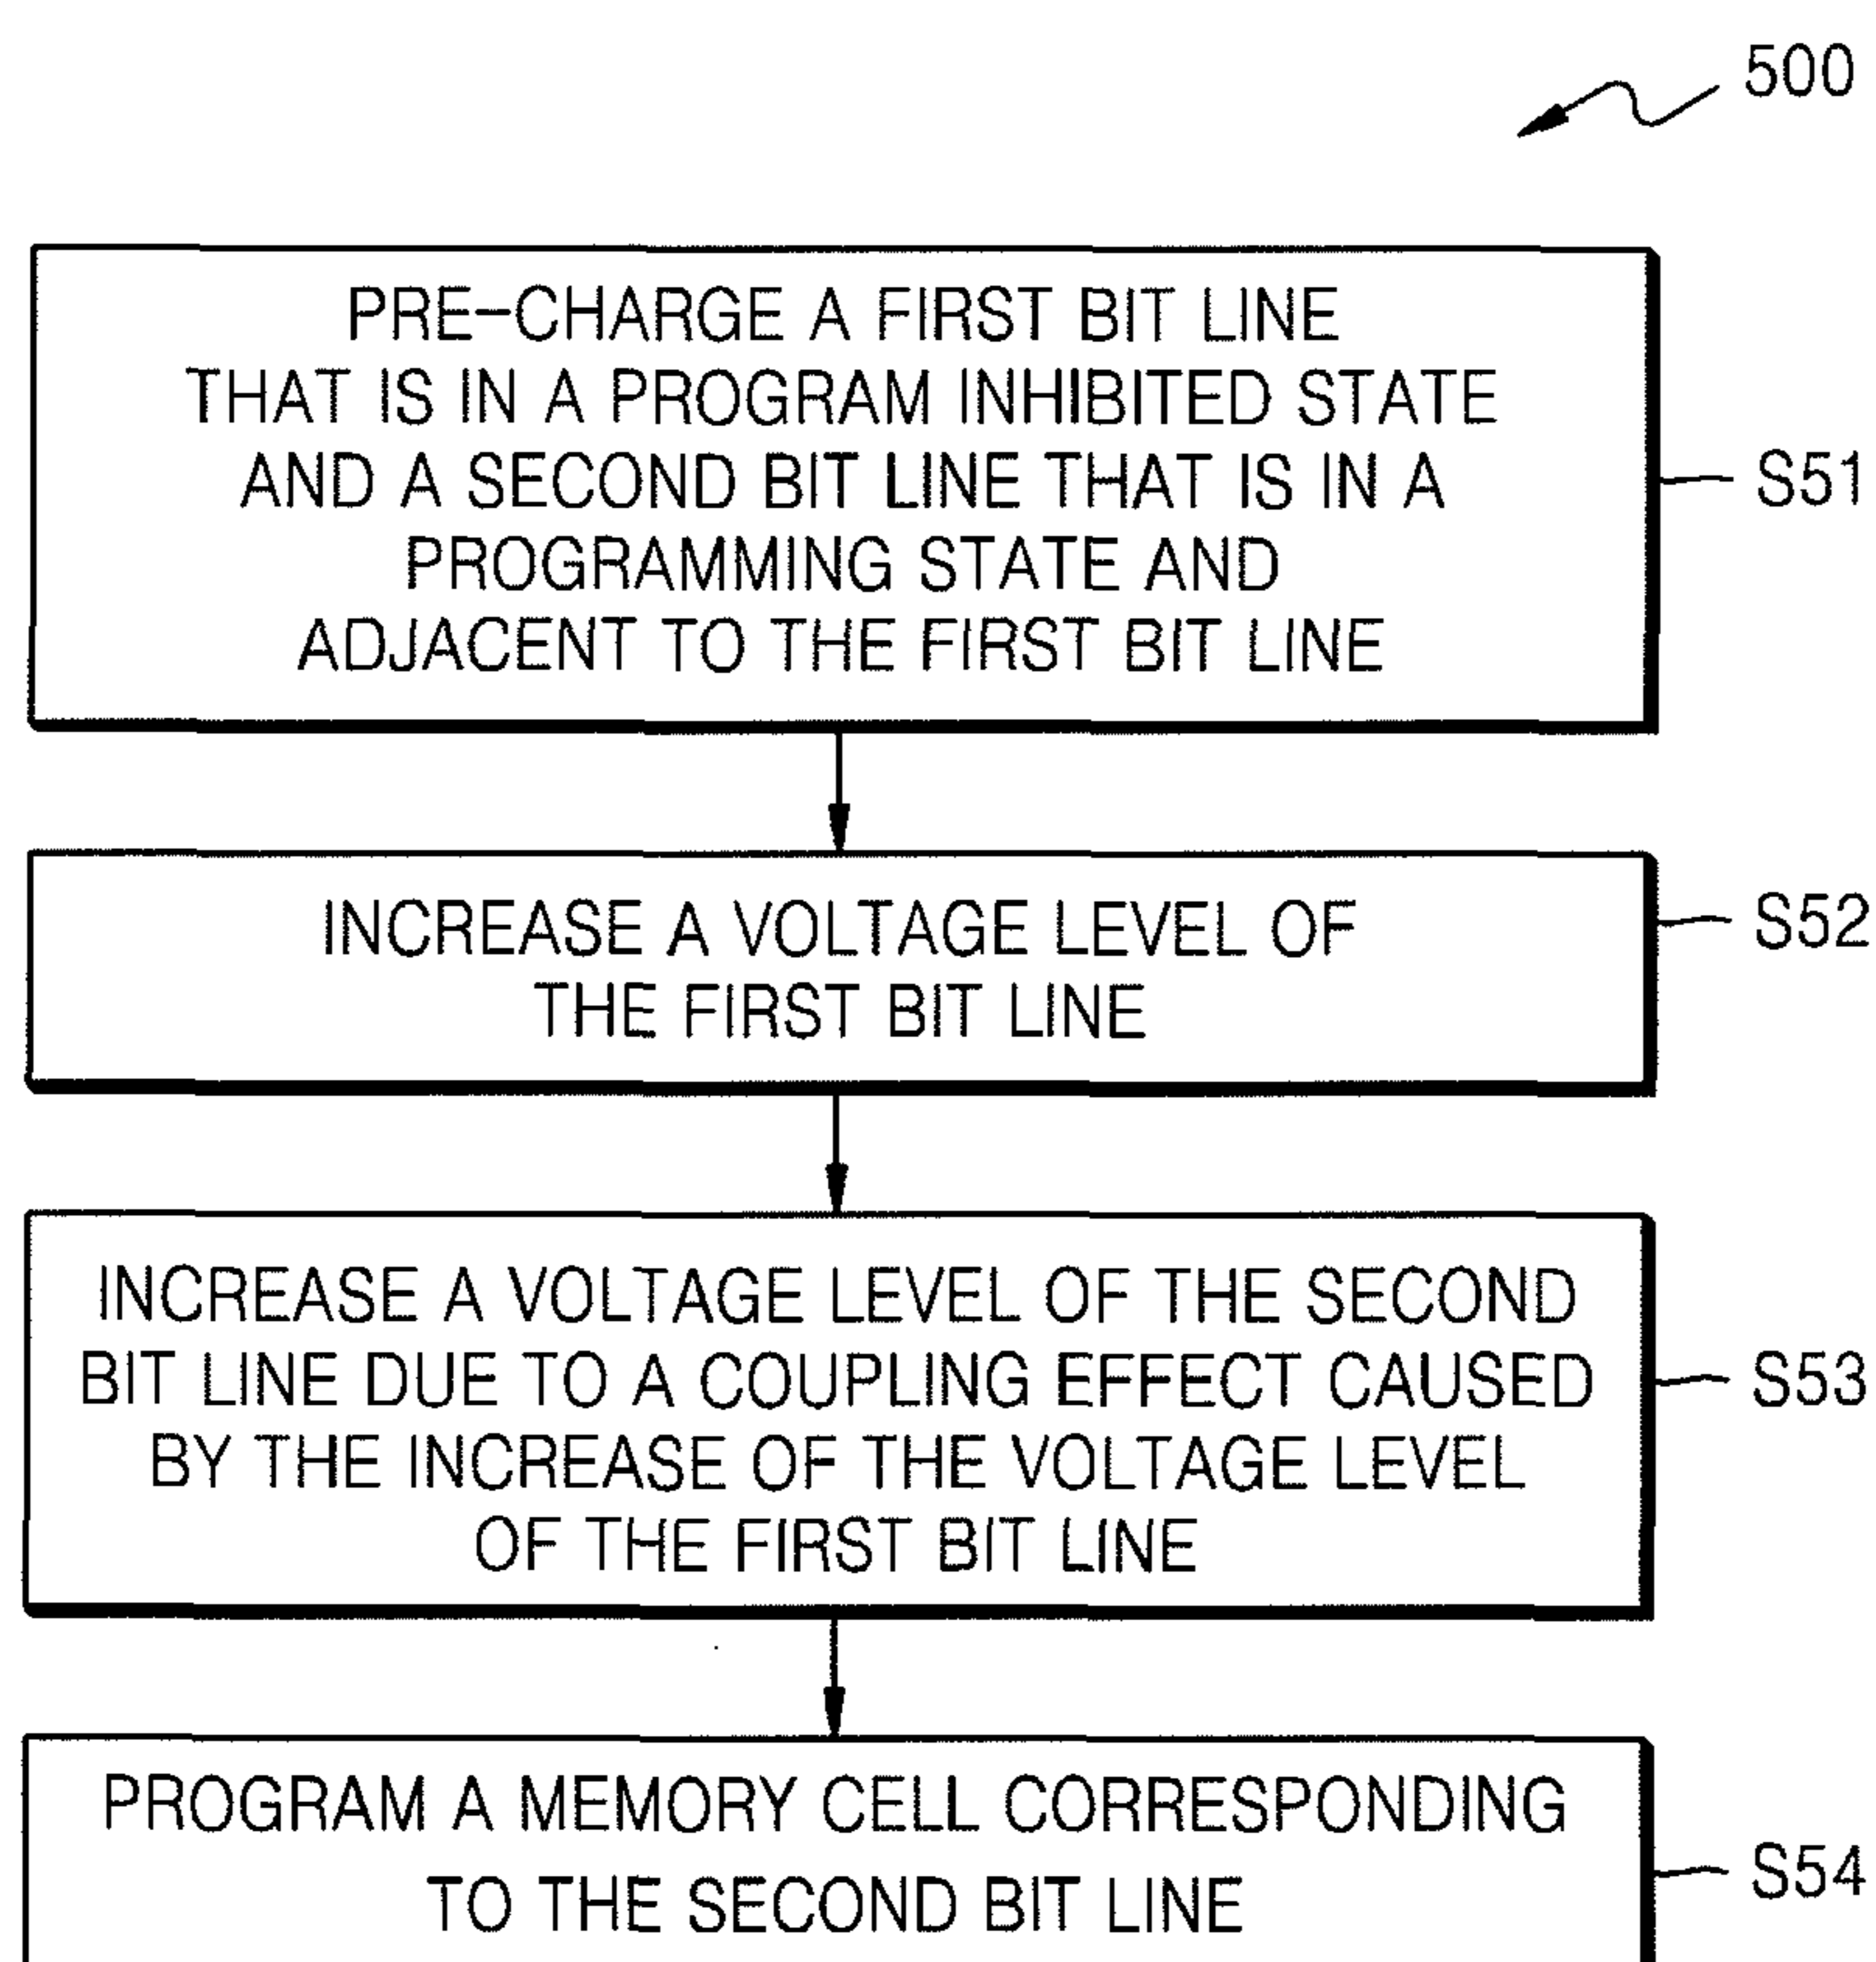 500
PRE-CHARGE A FIRST BIT LINE
THAT IS IN A PROGRAM INHIBITED STATE
AND A SECOND BIT LINE THAT IS IN A
PROGRAMMING STATE AND
ADJACENT TO THE FIRST BIT LINE
S51
INCREASE A VOLTAGE LEVEL OF
THE FIRST BIT LINE
S52
INCREASE A VOLTAGE LEVEL OF THE SECOND
BIT LINE DUE TO A COUPLING EFFECT CAUSED
BY THE INCREASE OF THE VOLTAGE LEVEL
OF THE FIRST BIT LINE
S53
PROGRAM A MEMORY CELL CORRESPONDING
TO THE SECOND BIT LINE
S54